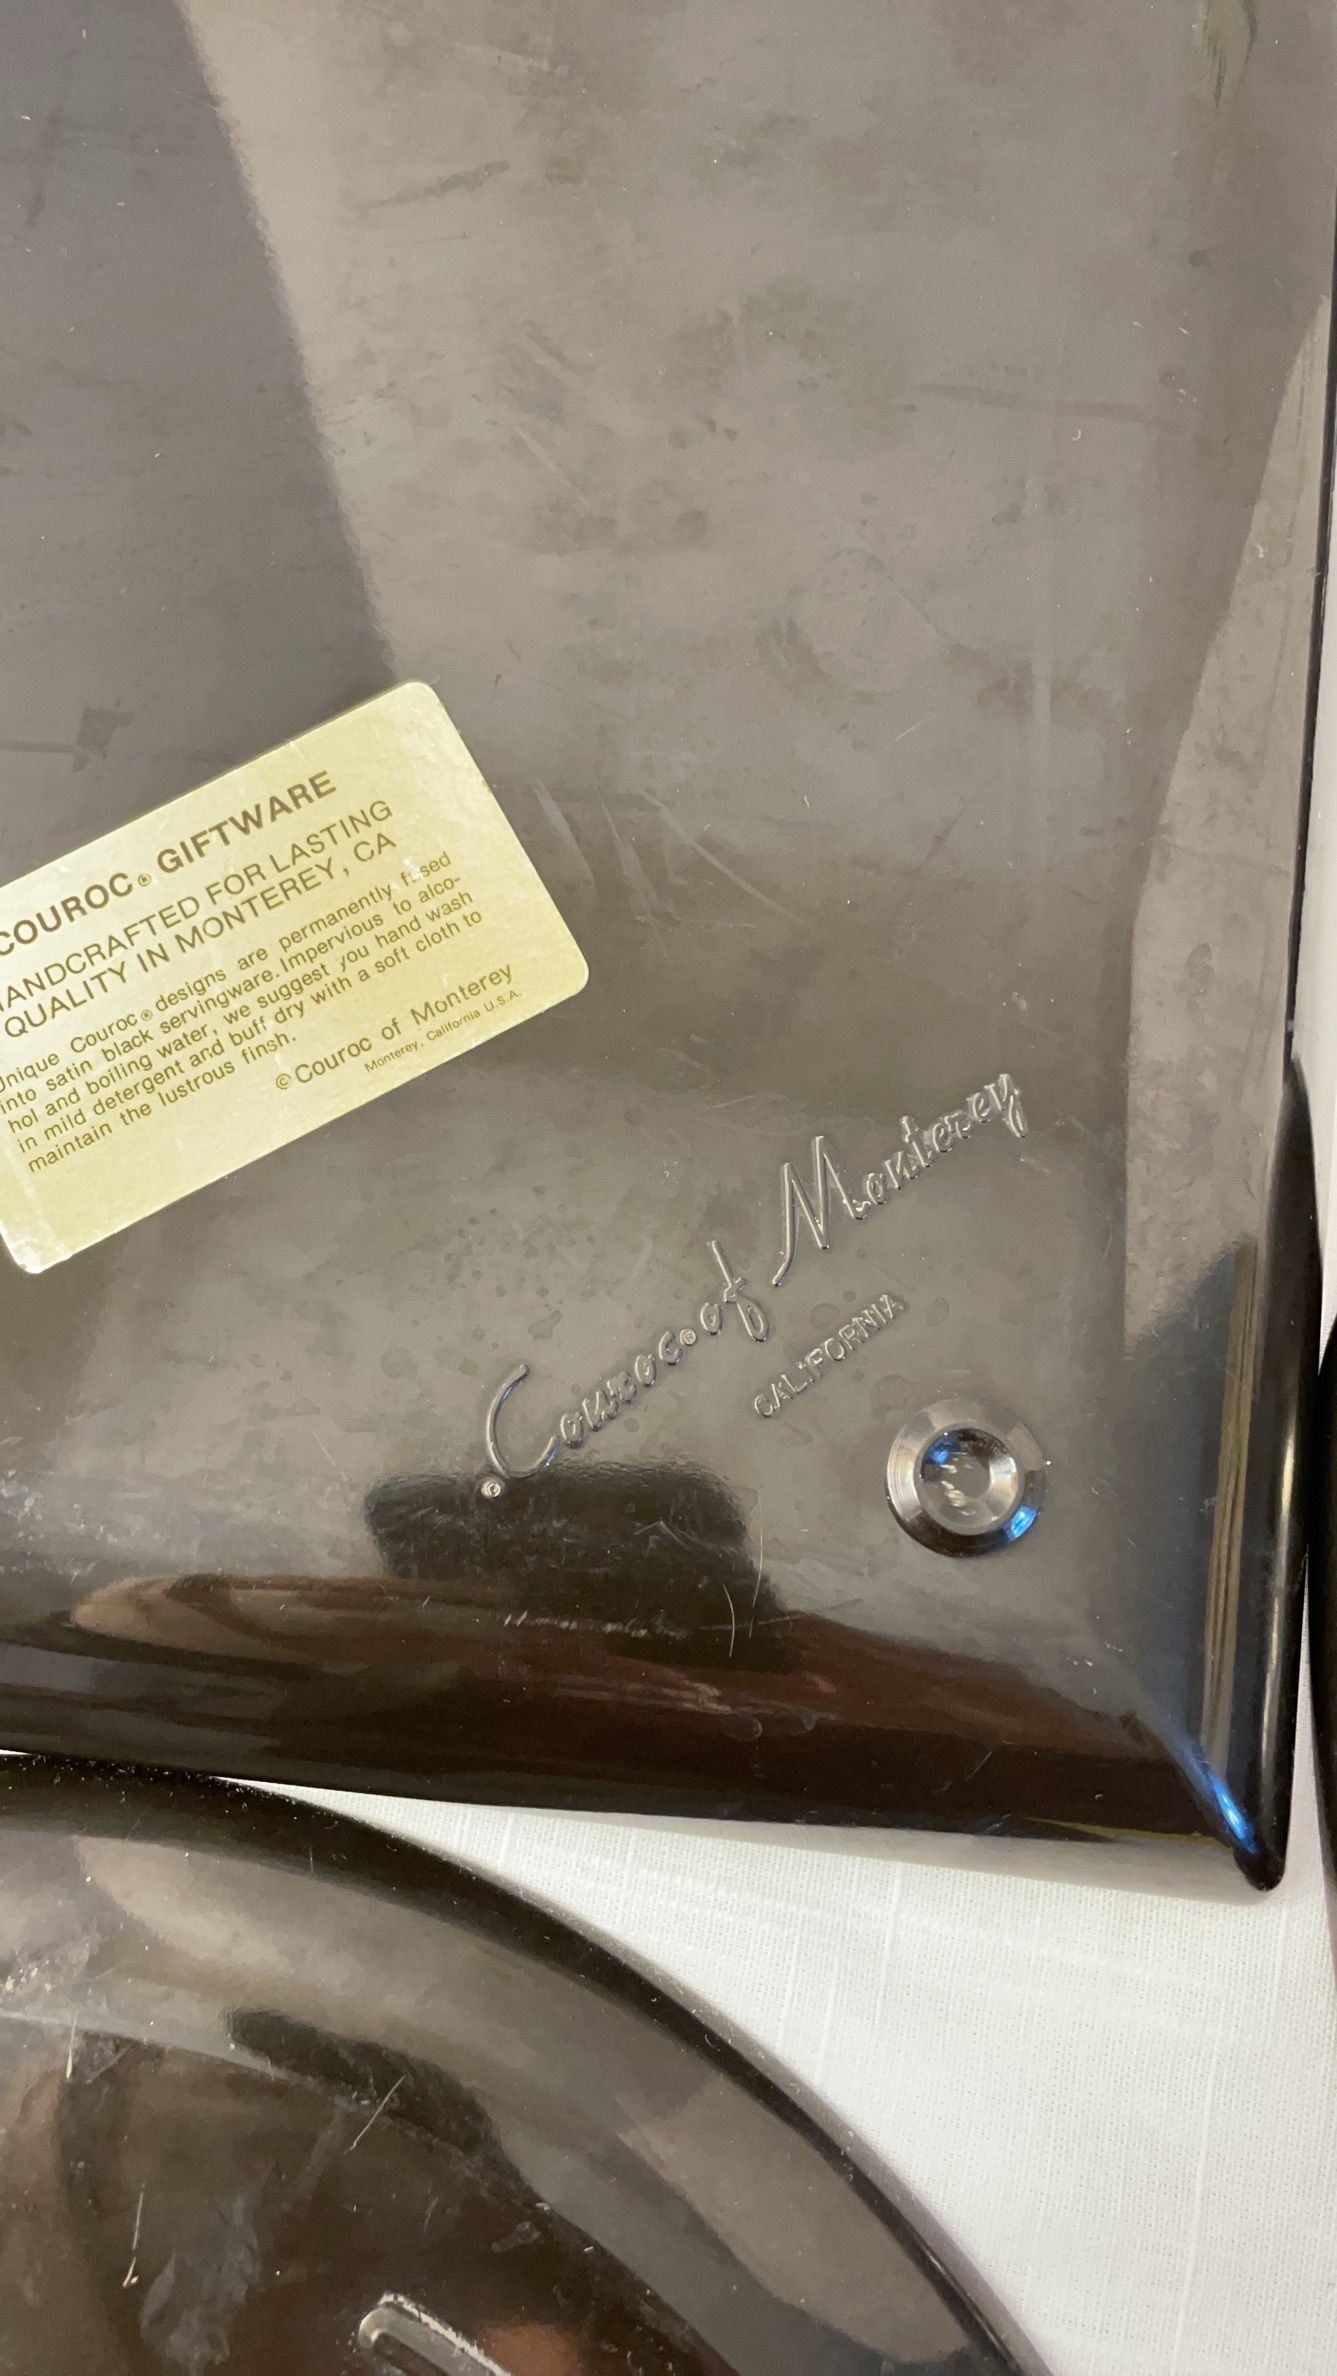 COUROC® GIFTWARE
HANDCRAFTED FOR LASTING
QUALITY IN MONTEREY, CA
Unique Couroc® designs are permanently fused
into satin black servingware. Impervious to alco-
hol and boiling water, we suggest you hand wash
in mild detergent and buff dry with a soft cloth to
maintain the lustrous finsh.
© Couroc of Monterey
Monterey, California U.S.A.
© Couroc® of Monterey
CALIFORNIA